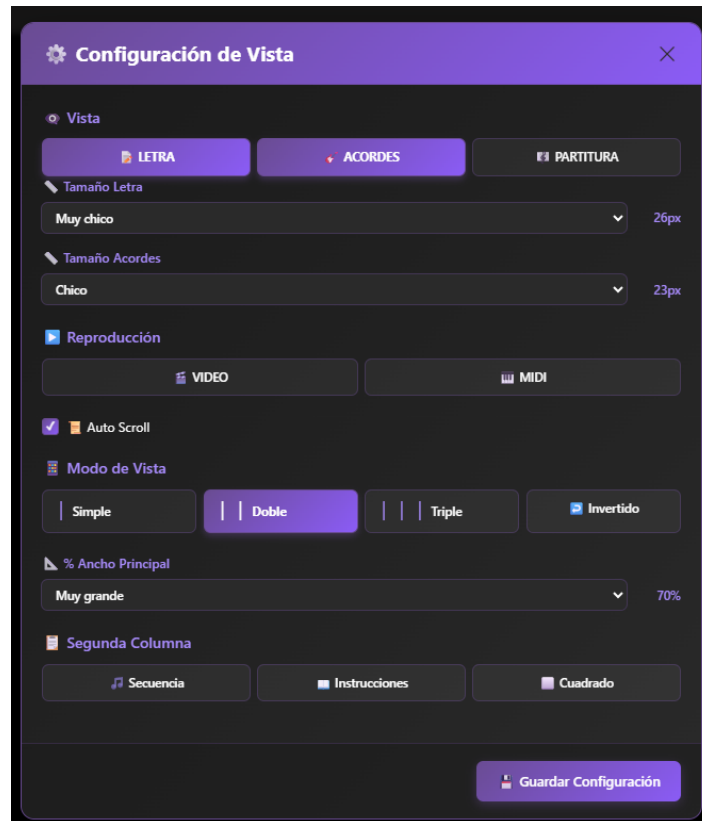 Configuración de Vista
Vista
LETRA ACORDES PARTITURA
Tamaño Letra
Muy chico 26px
Tamaño Acordes
Chico 23px
Reproducción
VIDEO MIDI
Auto Scroll
Modo de Vista
Simple Doble Triple Invertido
% Ancho Principal
Muy grande 70%
Segunda Columna
Secuencia Instrucciones Cuadrado
Guardar Configuración